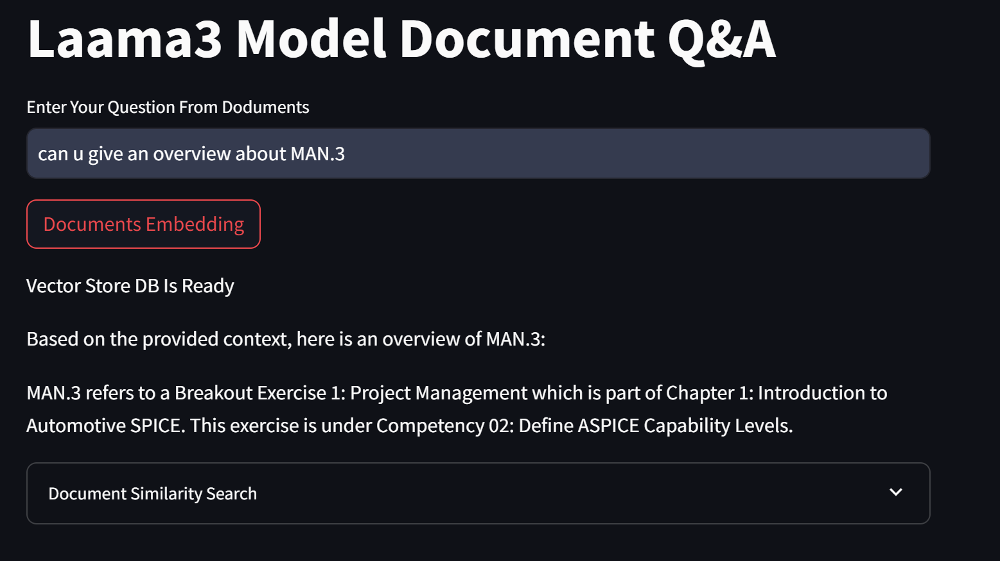 Laama3 Model Document Q&A
Enter Your Question From Doduments
can u give an overview about MAN.3
Documents Embedding
Vector Store DB Is Ready
Based on the provided context, here is an overview of MAN.3:
MAN.3 refers to a Breakout Exercise 1: Project Management which is part of Chapter 1: Introduction to
Automotive SPICE. This exercise is under Competency 02: Define ASPICE Capability Levels.
Document Similarity Search